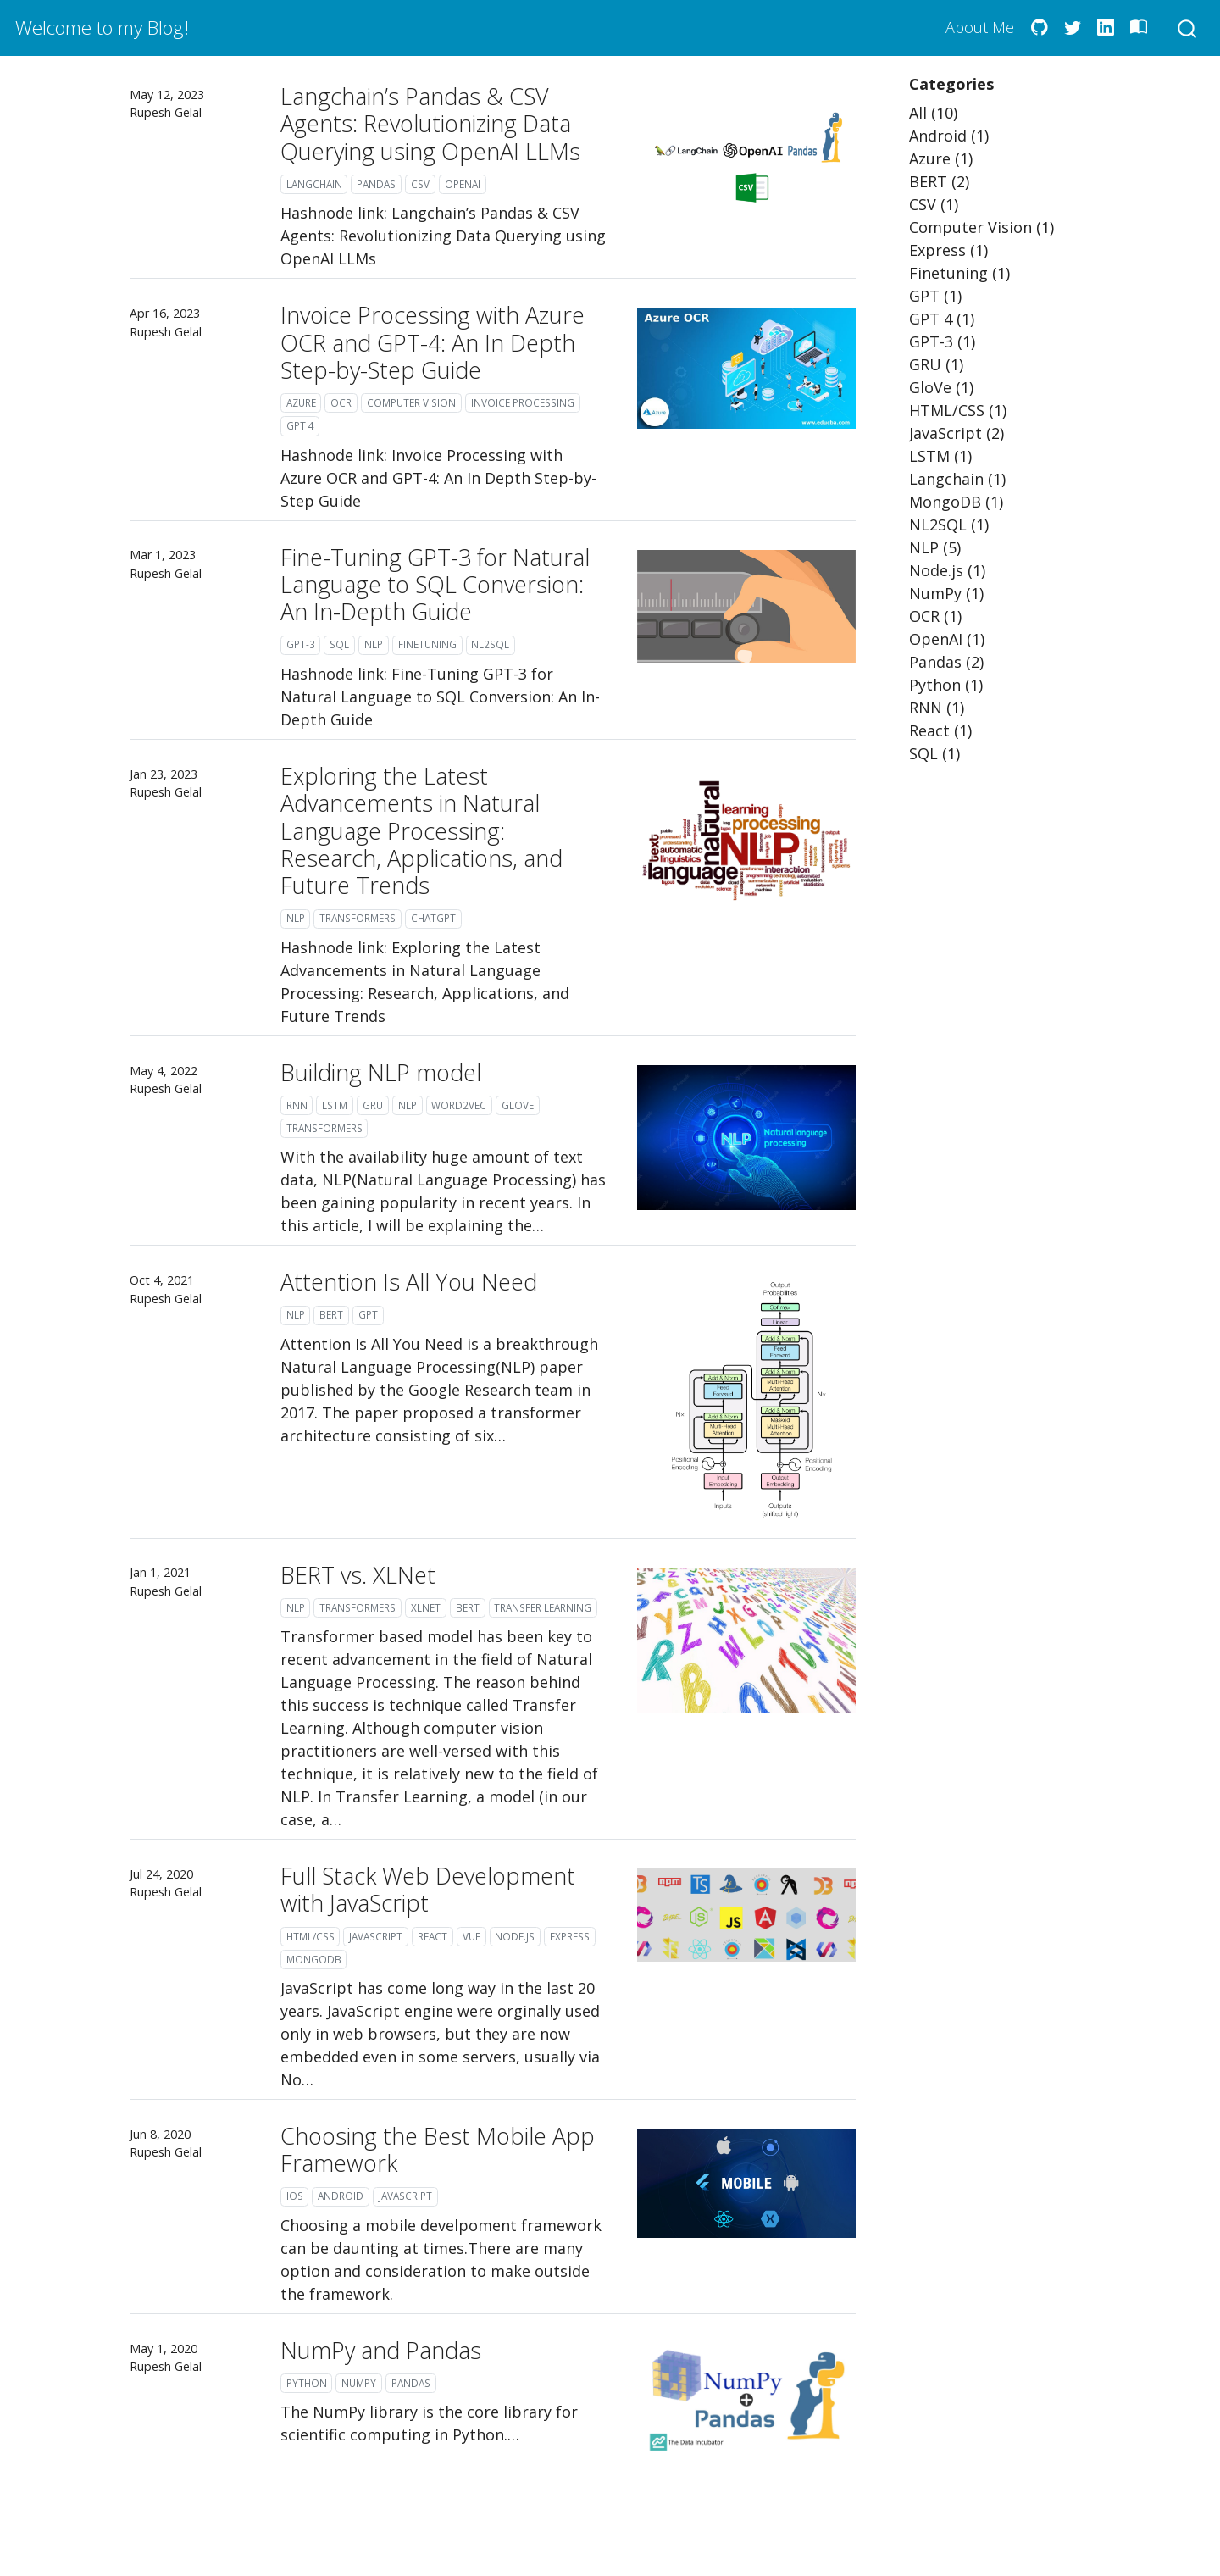 Welcome to my Blog!
About Me
May 12, 2023
Rupesh Gelal
Langchain’s Pandas & CSV
Agents: Revolutionizing Data
Querying using OpenAI LLMs
LANGCHAIN PANDAS CSV OPENAI
Hashnode link: Langchain’s Pandas & CSV
Agents: Revolutionizing Data Querying using
OpenAI LLMs
LangChain OpenAI Pandas
CSV
Apr 16, 2023
Rupesh Gelal
Invoice Processing with Azure
OCR and GPT-4: An In Depth
Step-by-Step Guide
AZURE OCR COMPUTER VISION INVOICE PROCESSING
GPT 4
Hashnode link: Invoice Processing with
Azure OCR and GPT-4: An In Depth Step-by-
Step Guide
Azure OCR
Azure
www.educba.com
Mar 1, 2023
Rupesh Gelal
Fine-Tuning GPT-3 for Natural
Language to SQL Conversion:
An In-Depth Guide
GPT-3 SQL NLP FINETUNING NL2SQL
Hashnode link: Fine-Tuning GPT-3 for
Natural Language to SQL Conversion: An In-
Depth Guide
Jan 23, 2023
Rupesh Gelal
Exploring the Latest
Advancements in Natural
Language Processing:
Research, Applications, and
Future Trends
NLP TRANSFORMERS CHATGPT
Hashnode link: Exploring the Latest
Advancements in Natural Language
Processing: Research, Applications, and
Future Trends
natural
learning
processing
text
automatic
linguistics
NLP
language
interaction
May 4, 2022
Rupesh Gelal
Building NLP model
RNN LSTM GRU NLP WORD2VEC GLOVE
TRANSFORMERS
With the availability huge amount of text
data, NLP(Natural Language Processing) has
been gaining popularity in recent years. In
this article, I will be explaining the…
NLP
Natural language
processing
Oct 4, 2021
Rupesh Gelal
Attention Is All You Need
NLP BERT GPT
Attention Is All You Need is a breakthrough
Natural Language Processing(NLP) paper
published by the Google Research team in
2017. The paper proposed a transformer
architecture consisting of six…
Output
Probabilities
Softmax
Linear
Add & Norm
Feed
Forward
Add & Norm
Multi-Head
Attention
Add & Norm
Feed
Forward
Nx
Add & Norm
Multi-Head
Attention
Nx
Add & Norm
Masked
Multi-Head
Attention
Positional
Encoding
Positional
Encoding
Input
Embedding
Output
Embedding
Inputs
Outputs
(shifted right)
Jan 1, 2021
Rupesh Gelal
BERT vs. XLNet
NLP TRANSFORMERS XLNET BERT TRANSFER LEARNING
Transformer based model has been key to
recent advancement in the field of Natural
Language Processing. The reason behind
this success is technique called Transfer
Learning. Although computer vision
practitioners are well-versed with this
technique, it is relatively new to the field of
NLP. In Transfer Learning, a model (in our
case, a…
Jul 24, 2020
Rupesh Gelal
Full Stack Web Development
with JavaScript
HTML/CSS JAVASCRIPT REACT VUE NODE.JS EXPRESS
MONGODB
JavaScript has come long way in the last 20
years. JavaScript engine were orginally used
only in web browsers, but they are now
embedded even in some servers, usually via
No…
npm TS
JS
Jun 8, 2020
Rupesh Gelal
Choosing the Best Mobile App
Framework
IOS ANDROID JAVASCRIPT
Choosing a mobile develpoment framework
can be daunting at times.There are many
option and consideration to make outside
the framework.
MOBILE
May 1, 2020
Rupesh Gelal
NumPy and Pandas
PYTHON NUMPY PANDAS
The NumPy library is the core library for
scientific computing in Python.…
NumPy
+
Pandas
The Data Incubator
Categories
All (10)
Android (1)
Azure (1)
BERT (2)
CSV (1)
Computer Vision (1)
Express (1)
Finetuning (1)
GPT (1)
GPT 4 (1)
GPT-3 (1)
GRU (1)
GloVe (1)
HTML/CSS (1)
JavaScript (2)
LSTM (1)
Langchain (1)
MongoDB (1)
NL2SQL (1)
NLP (5)
Node.js (1)
NumPy (1)
OCR (1)
OpenAI (1)
Pandas (2)
Python (1)
RNN (1)
React (1)
SQL (1)